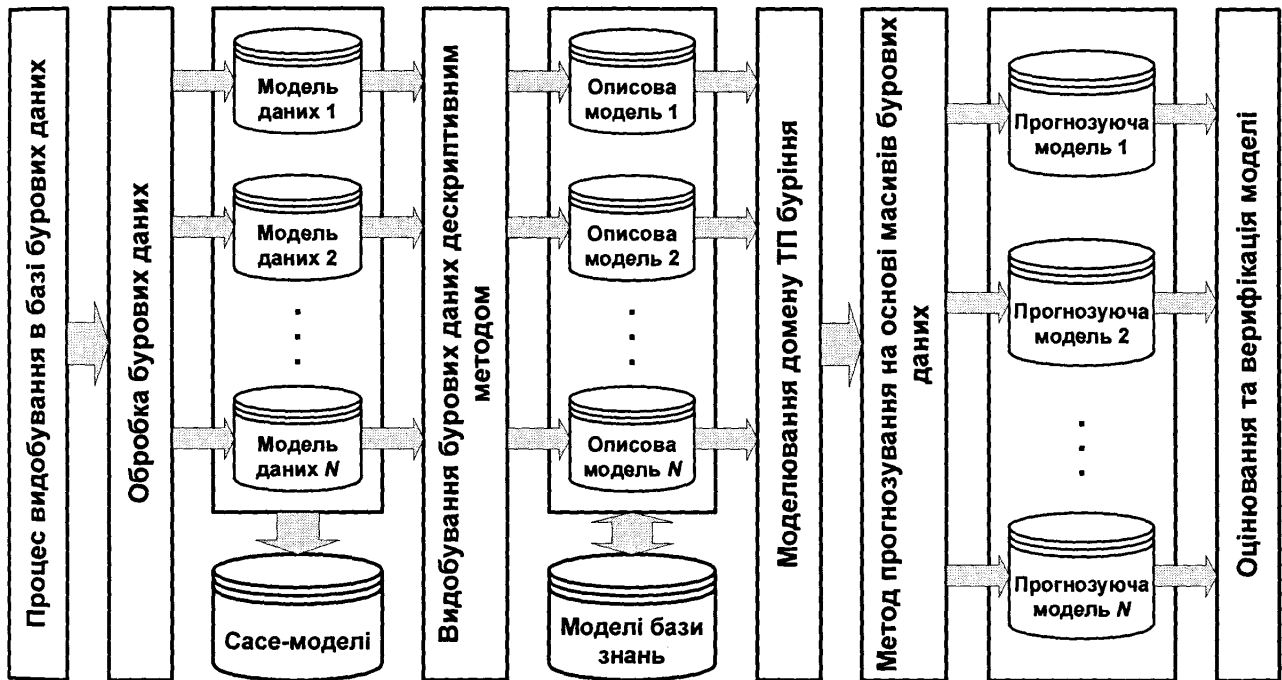 Процес видобування в базі бурових даних
Обробка бурових даних
Модель
даних 1
Модель
даних 2
Модель
даних N
Сасе-моделі
Видобування бурових даних дескриптивним
методом
Описова
модель 1
Описова
модель 2
Описова
модель N
Моделі бази
знань
Моделювання домену ТП буріння
Метод прогнозування на основі масивів бурових
даних
Прогнозуюча
модель 1
Прогнозуюча
модель 2
Прогнозуюча
модель N
Оцінювання та верифікація моделі